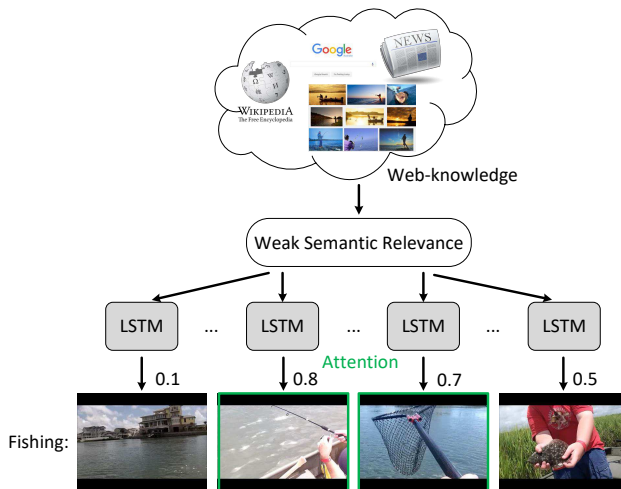 NEWS
Google
WIKIPEDIA
The Free Encyclopedia
Web-knowledge
Weak Semantic Relevance
LSTM ... LSTM ... LSTM ... LSTM
Attention
0.1 0.8 0.7 0.5
Fishing: